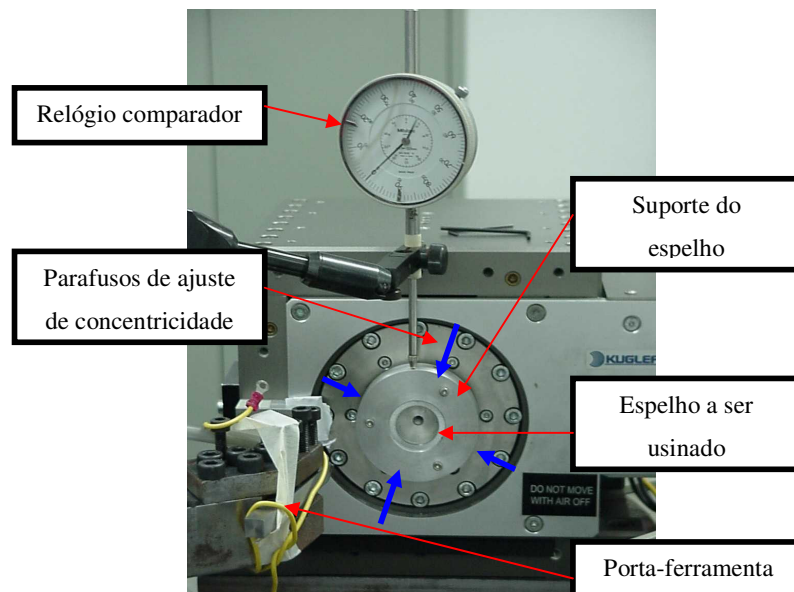 Relógio comparador
Suporte do
espelho
Parafusos de ajuste
de concentricidade
KUGLER
Espelho a ser
usinado
DO NOT MOVE
WITH AIR OFF
Porta-ferramenta